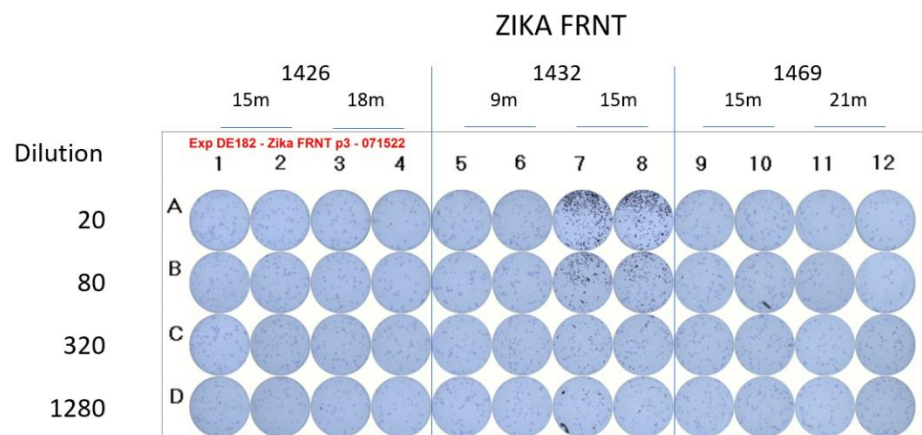 ZIKA FRNT
1426 1432 1469
15m 18m 9m 15m 15m 21m
Exp DE182 - Zika FRNT p3 - 071522
Dilution 1 2 3 4 5 6 7 8 9 10 11 12
20 A
80 B
320 C
1280 D